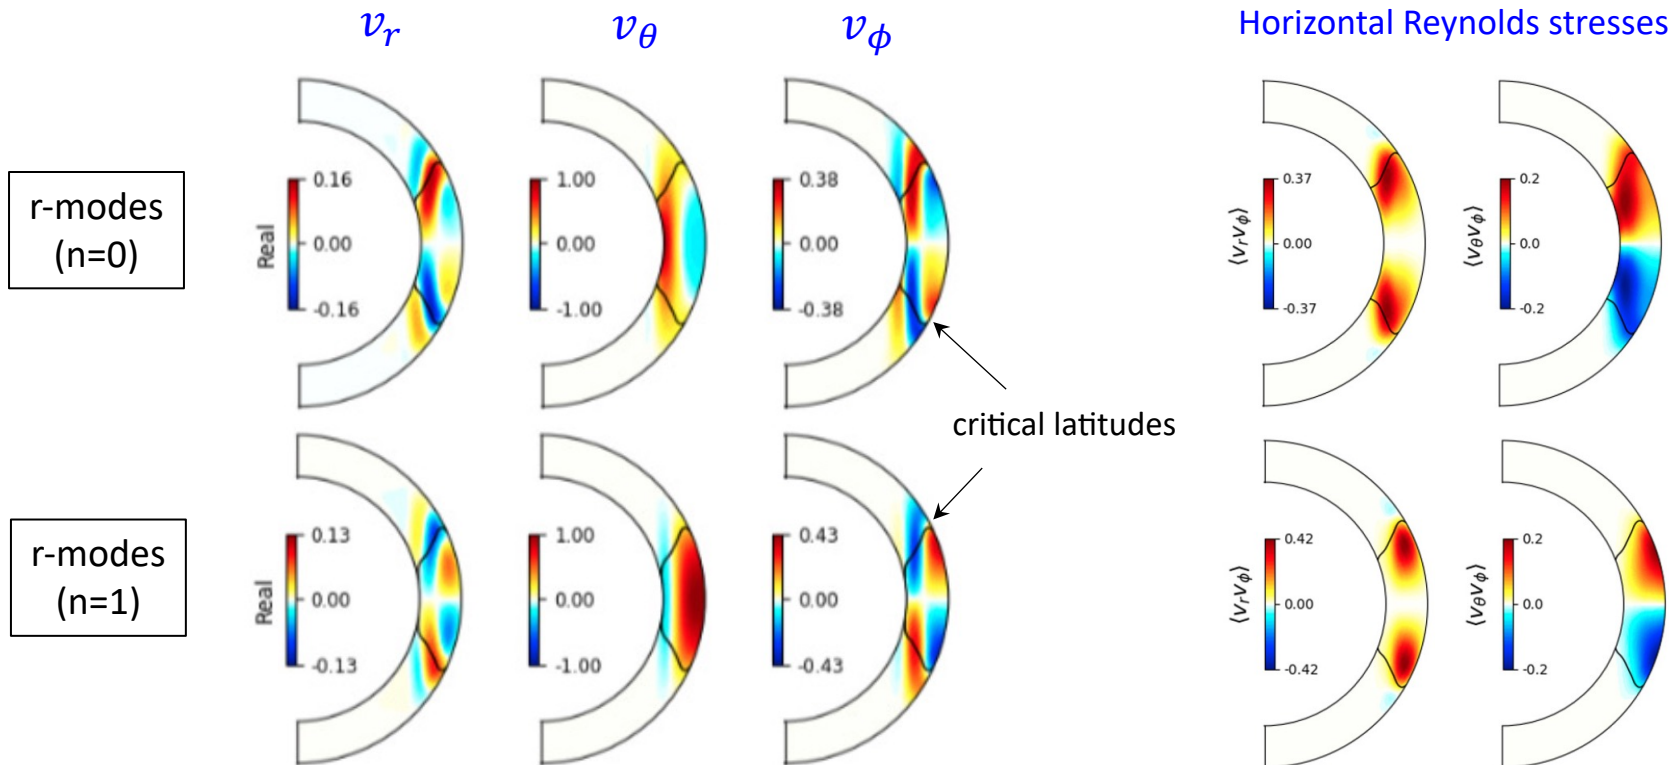 v_r v_θ v_ϕ Horizontal Reynolds stresses
r-modes
(n=0)
Real
0.16
0.00
-0.16
1.00
0.00
-1.00
0.38
0.00
-0.38
⟨v_r v_ϕ⟩
0.37
0.00
-0.37
⟨v_θ v_ϕ⟩
0.2
0.0
-0.2
critical latitudes
r-modes
(n=1)
Real
0.13
0.00
-0.13
1.00
0.00
-1.00
0.43
0.00
-0.43
⟨v_r v_ϕ⟩
0.42
0.00
-0.42
⟨v_θ v_ϕ⟩
0.2
0.0
-0.2